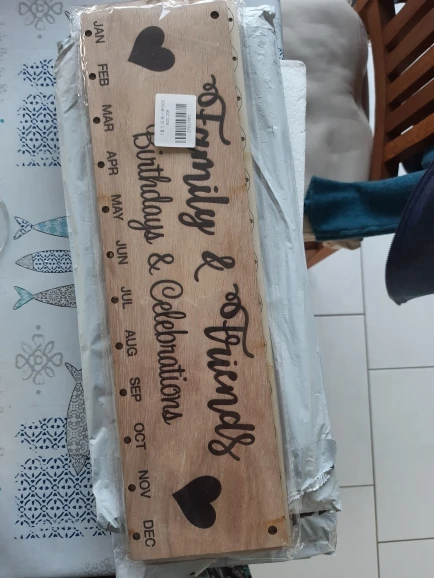 Family & Friends
Birthdays & Celebrations
JAN FEB MAR APR MAY JUN JUL AUG SEP OCT NOV DEC